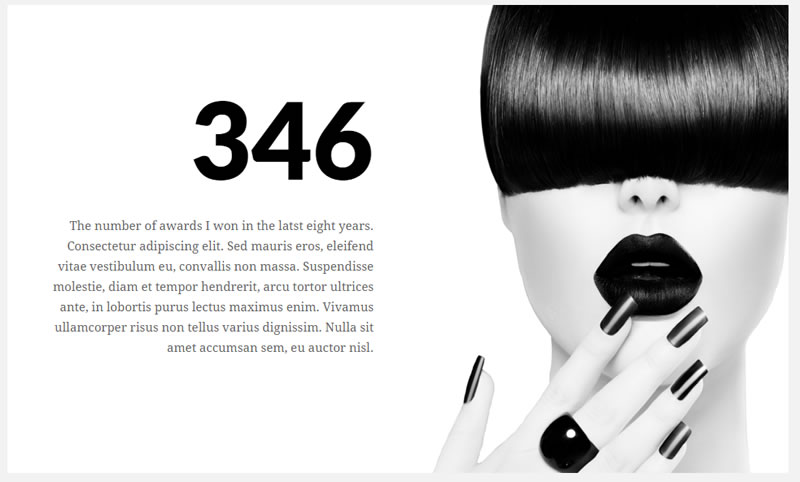 346
The number of awards I won in the latst eight years.
Consectetur adipiscing elit. Sed mauris eros, eleifend
vitae vestibulum eu, convallis non massa. Suspendisse
molestie, diam et tempor hendrerit, arcu tortor ultrices
ante, in lobortis purus lectus maximus enim. Vivamus
ullamcorper risus non tellus varius dignissim. Nulla sit
amet accumsan sem, eu auctor nisl.